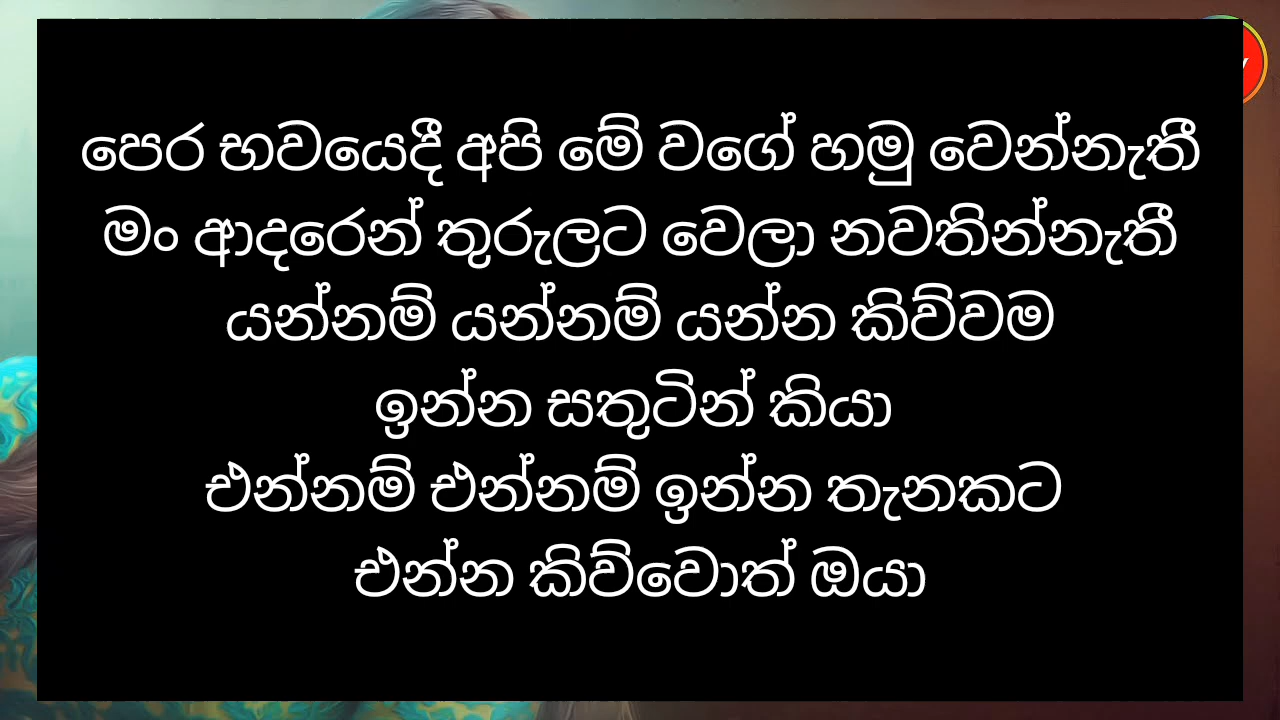 පෙර භවයෙදී අපි මේ වගේ හමු වෙන්නැතී
මං ආදරෙන් තුරුලට වෙලා නවතින්නැතී
යන්නම් යන්නම් යන්න කිව්වම
ඉන්න සතුටින් කියා
එන්නම් එන්නම් ඉන්න තැනකට
එන්න කිව්වොත් ඔයා